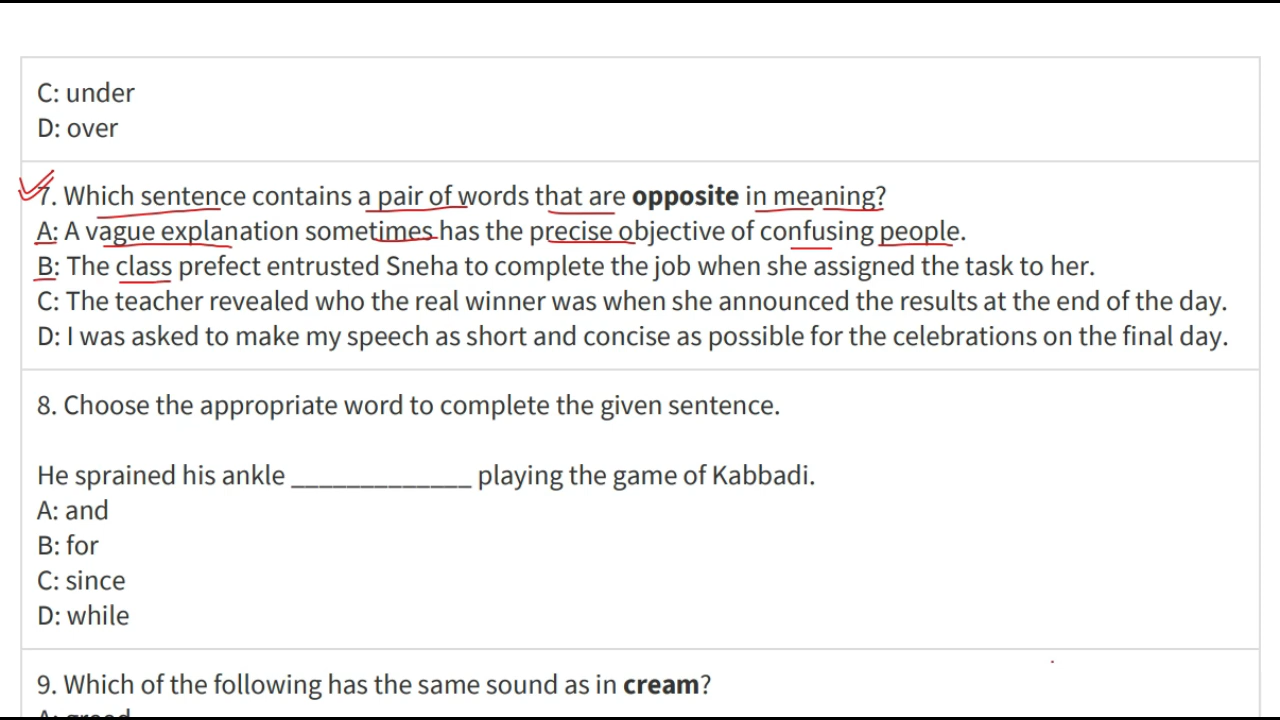 C: under
D: over
7. Which sentence contains a pair of words that are opposite in meaning?
A: A vague explanation sometimes has the precise objective of confusing people.
B: The class prefect entrusted Sneha to complete the job when she assigned the task to her.
C: The teacher revealed who the real winner was when she announced the results at the end of the day.
D: I was asked to make my speech as short and concise as possible for the celebrations on the final day.
8. Choose the appropriate word to complete the given sentence.
He sprained his ankle _____________ playing the game of Kabbadi.
A: and
B: for
C: since
D: while
9. Which of the following has the same sound as in cream?